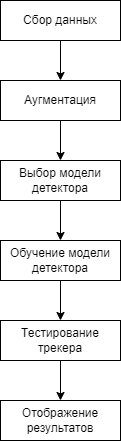 Сбор данных
Аугментация
Выбор модели
детектора
Обучение модели
детектора
Тестирование
трекера
Отображение
результатов